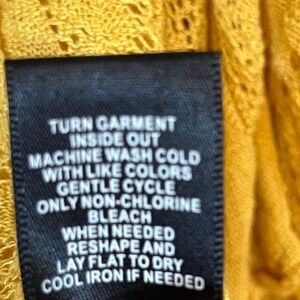 TURN GARMENT
INSIDE OUT
MACHINE WASH COLD
WITH LIKE COLORS
GENTLE CYCLE
ONLY NON-CHLORINE
BLEACH
WHEN NEEDED
RESHAPE AND
LAY FLAT TO DRY
COOL IRON IF NEEDED